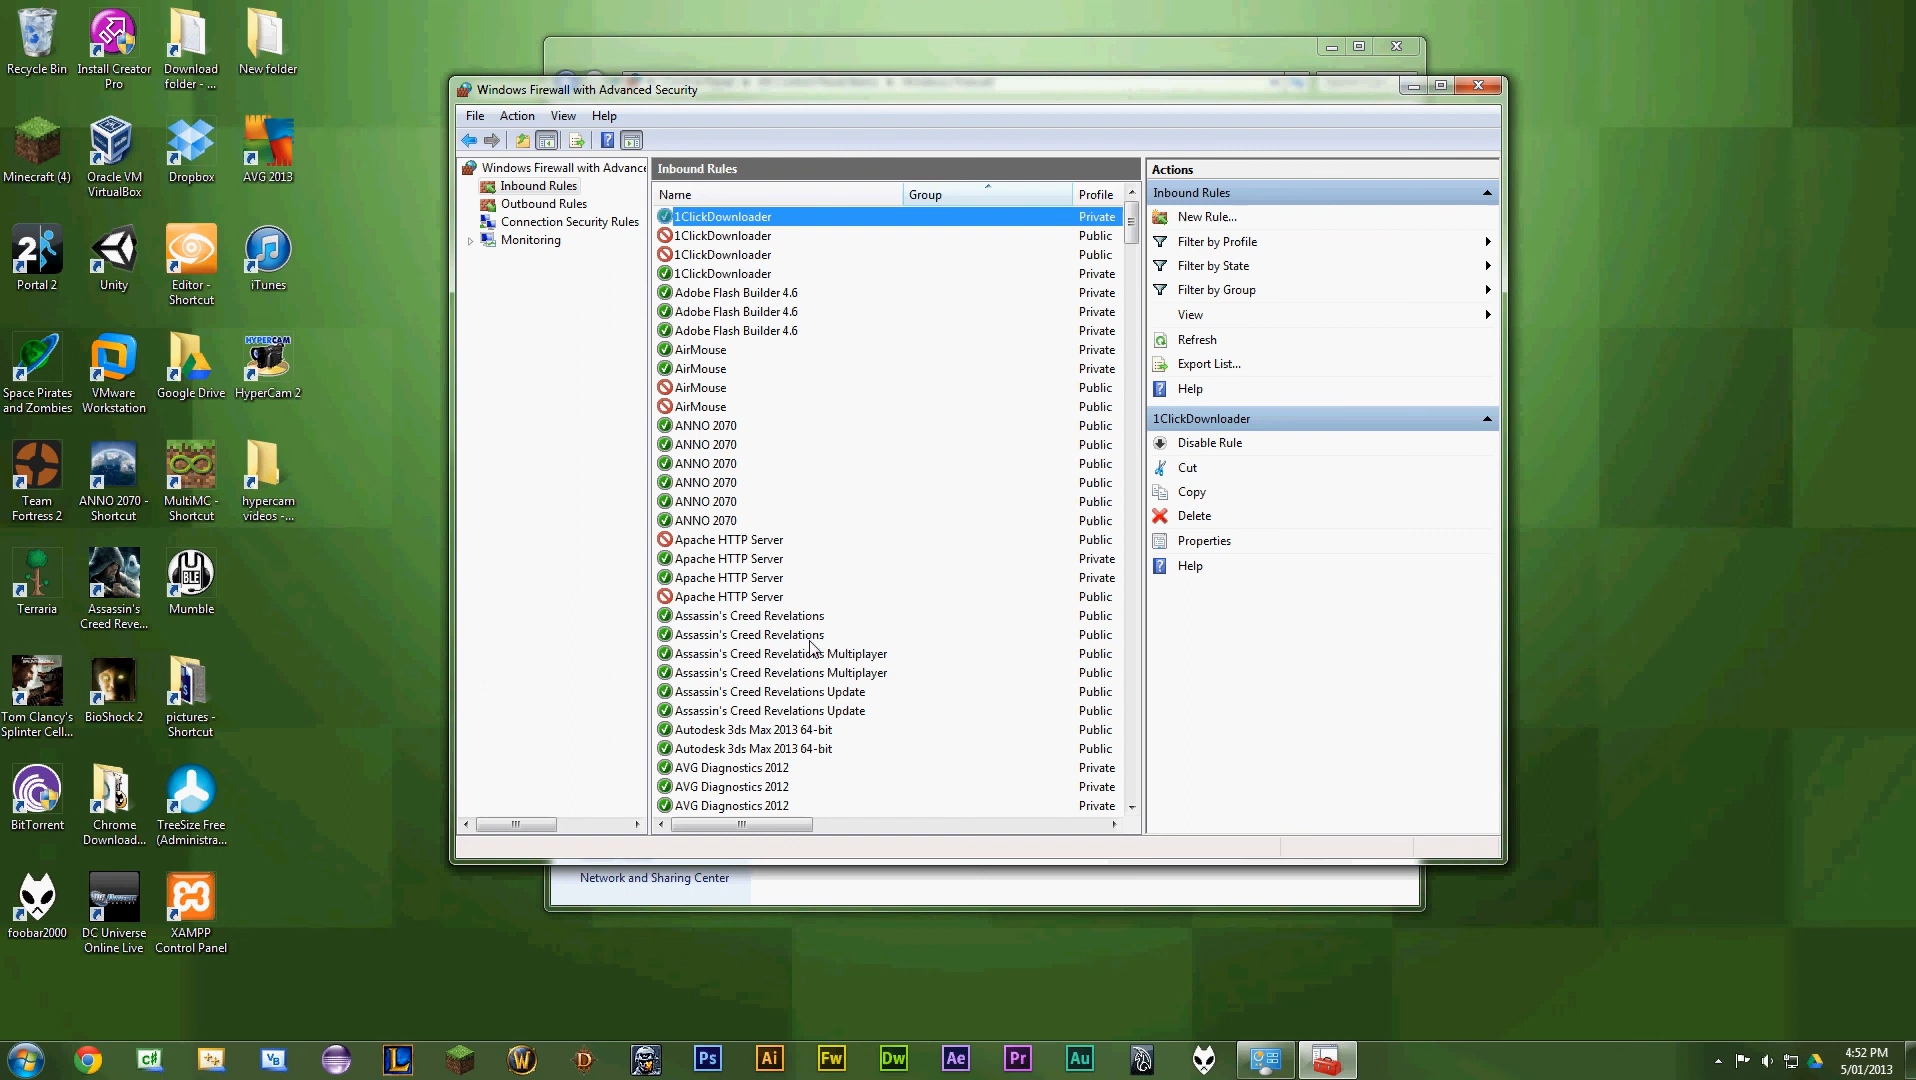 Recycle Bin
Install Creator
Pro
Download
folder - ...
New folder
Minecraft (4)
Oracle VM
VirtualBox
Dropbox
AVG 2013
Portal 2
Unity
Editor -
Shortcut
iTunes
Space Pirates
and Zombies
VMware
Workstation
Google Drive
HYPERCAM
HyperCam 2
Team
Fortress 2
ANNO 2070 -
Shortcut
MultiMC -
Shortcut
hypercam
videos -...
Terraria
Assassin's
Creed Reve...
Mumble
Tom Clancy's
Splinter Cell...
BioShock 2
pictures -
Shortcut
BitTorrent
Chrome
Download...
TreeSize Free
(Administra...
foobar2000
DC Universe
Online Live
XAMPP
Control Panel
Windows Firewall with Advanced Security
File Action View Help
Windows Firewall with Advance
Inbound Rules
Outbound Rules
Connection Security Rules
Monitoring
Inbound Rules
Name Group Profile
1ClickDownloader Private
1ClickDownloader Public
1ClickDownloader Public
1ClickDownloader Private
Adobe Flash Builder 4.6 Private
Adobe Flash Builder 4.6 Private
Adobe Flash Builder 4.6 Private
AirMouse Private
AirMouse Private
AirMouse Public
AirMouse Public
ANNO 2070 Public
ANNO 2070 Public
ANNO 2070 Public
ANNO 2070 Public
ANNO 2070 Public
ANNO 2070 Public
Apache HTTP Server Public
Apache HTTP Server Private
Apache HTTP Server Private
Apache HTTP Server Public
Assassin's Creed Revelations Public
Assassin's Creed Revelations Public
Assassin's Creed Revelations Multiplayer Public
Assassin's Creed Revelations Multiplayer Public
Assassin's Creed Revelations Update Public
Assassin's Creed Revelations Update Public
Autodesk 3ds Max 2013 64-bit Public
Autodesk 3ds Max 2013 64-bit Public
AVG Diagnostics 2012 Private
AVG Diagnostics 2012 Private
AVG Diagnostics 2012 Private
Actions
Inbound Rules
New Rule...
Filter by Profile
Filter by State
Filter by Group
View
Refresh
Export List...
Help
1ClickDownloader
Disable Rule
Cut
Copy
Delete
Properties
Help
Network and Sharing Center
C#
VB
L
W
D
Ps
Ai
Fw
Dw
Ae
Pr
Au
4:52 PM
5/01/2013